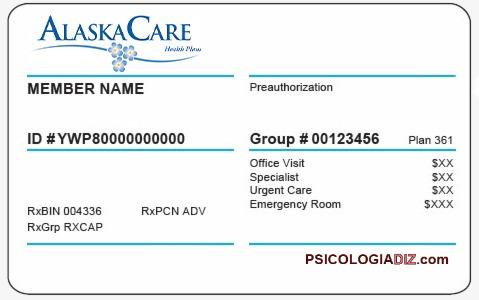 ALASKACARE
Health Plans
MEMBER NAME
Preauthorization
ID #YWP80000000000
Group # 00123456 Plan 361
Office Visit $XX
Specialist $XX
Urgent Care $XX
Emergency Room $XXX
RxBIN 004336 RxPCN ADV
RxGrp RXCAP
PSICOLOGIADIZ.com